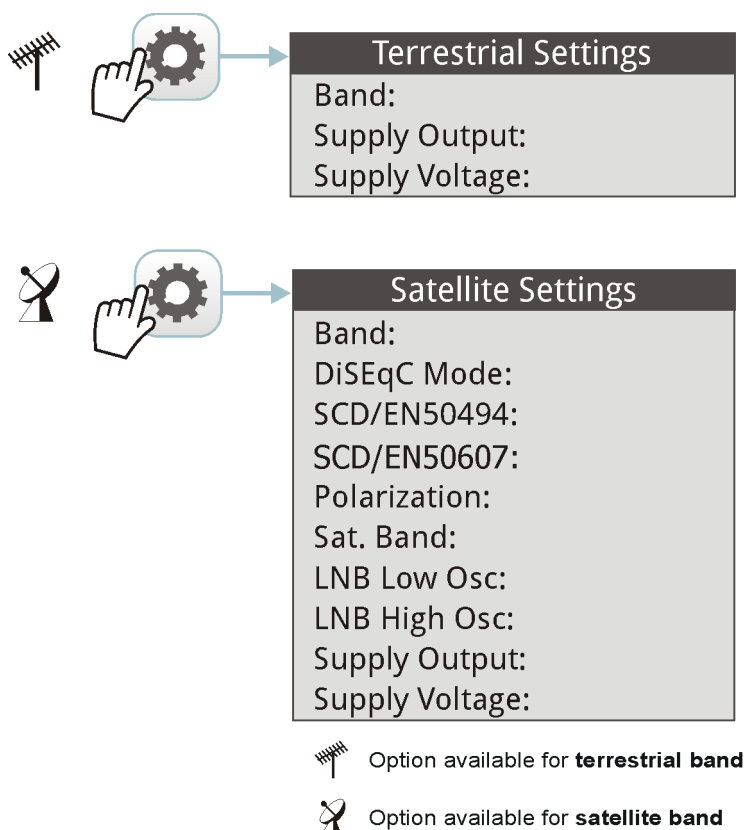 Terrestrial Settings
Band:
Supply Output:
Supply Voltage:
Satellite Settings
Band:
DiSEqC Mode:
SCD/EN50494:
SCD/EN50607:
Polarization:
Sat. Band:
LNB Low Osc:
LNB High Osc:
Supply Output:
Supply Voltage:
Option available for terrestrial band
Option available for satellite band